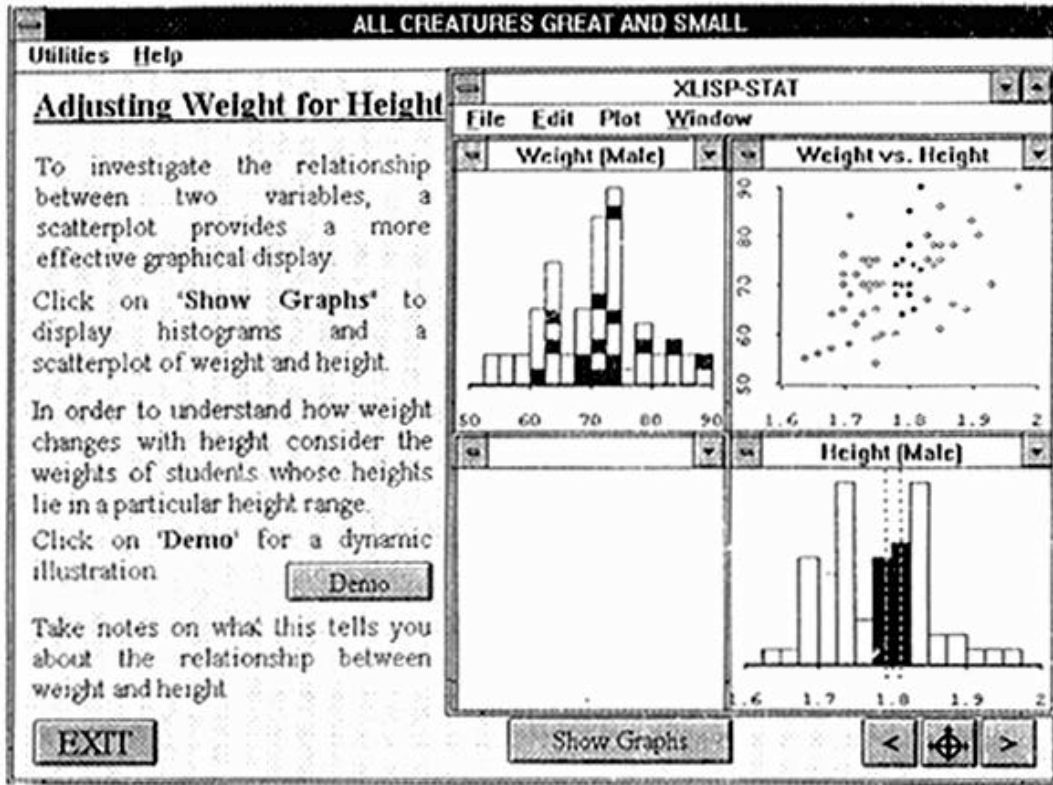 ALL CREATURES GREAT AND SMALL
Utilities Help
Adjusting Weight for Height
To investigate the relationship
between two variables, a
scatterplot provides a more
effective graphical display.
Click on 'Show Graphs' to
display histograms and a
scatterplot of weight and height.
In order to understand how weight
changes with height consider the
weights of students whose heights
lie in a particular height range.
Click on 'Demo' for a dynamic
illustration
Demo
Take notes on what this tells you
about the relationship between
weight and height
EXIT
XLISP-STAT
File Edit Plot Window
Weight (Male)
50 60 70 80 90
Weight vs. Height
90
80
70
60
50
1.6 1.7 1.8 1.9 2
Height (Male)
1.6 1.7 1.8 1.9 2
Show Graphs
< >